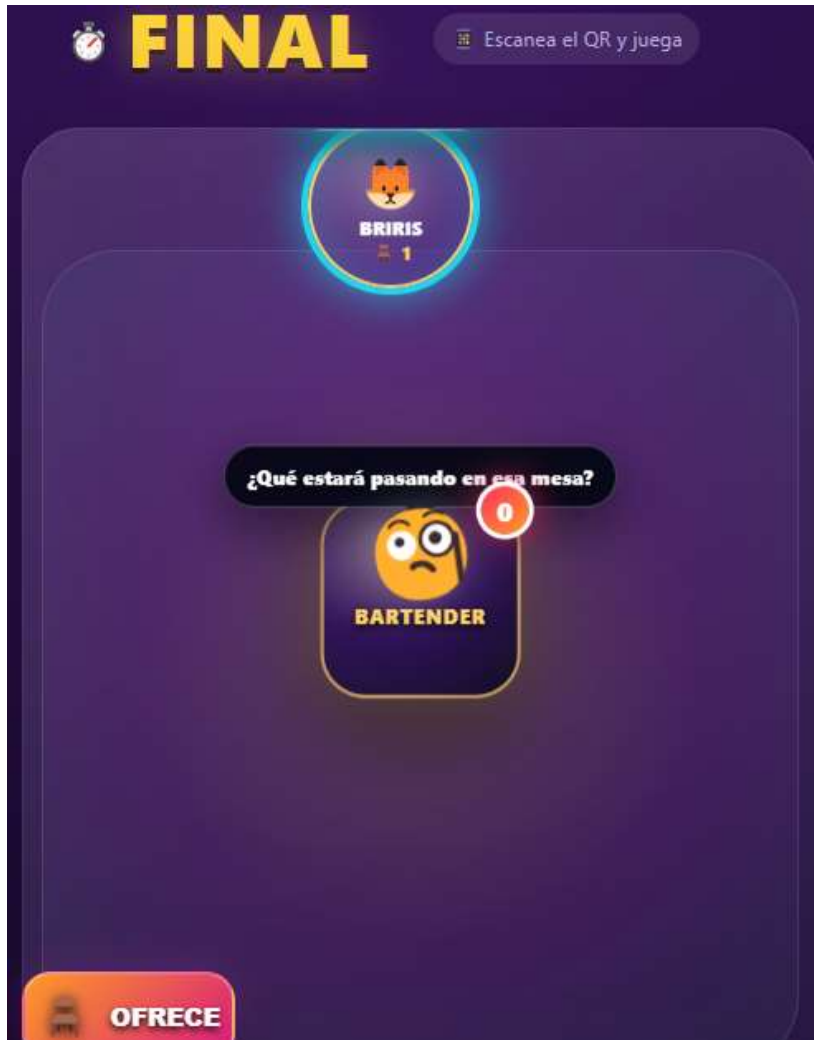 FINAL
Escanea el QR y juega
BRIRIS
1
¿Qué estará pasando en esa mesa?
0
BARTENDER
OFRECE